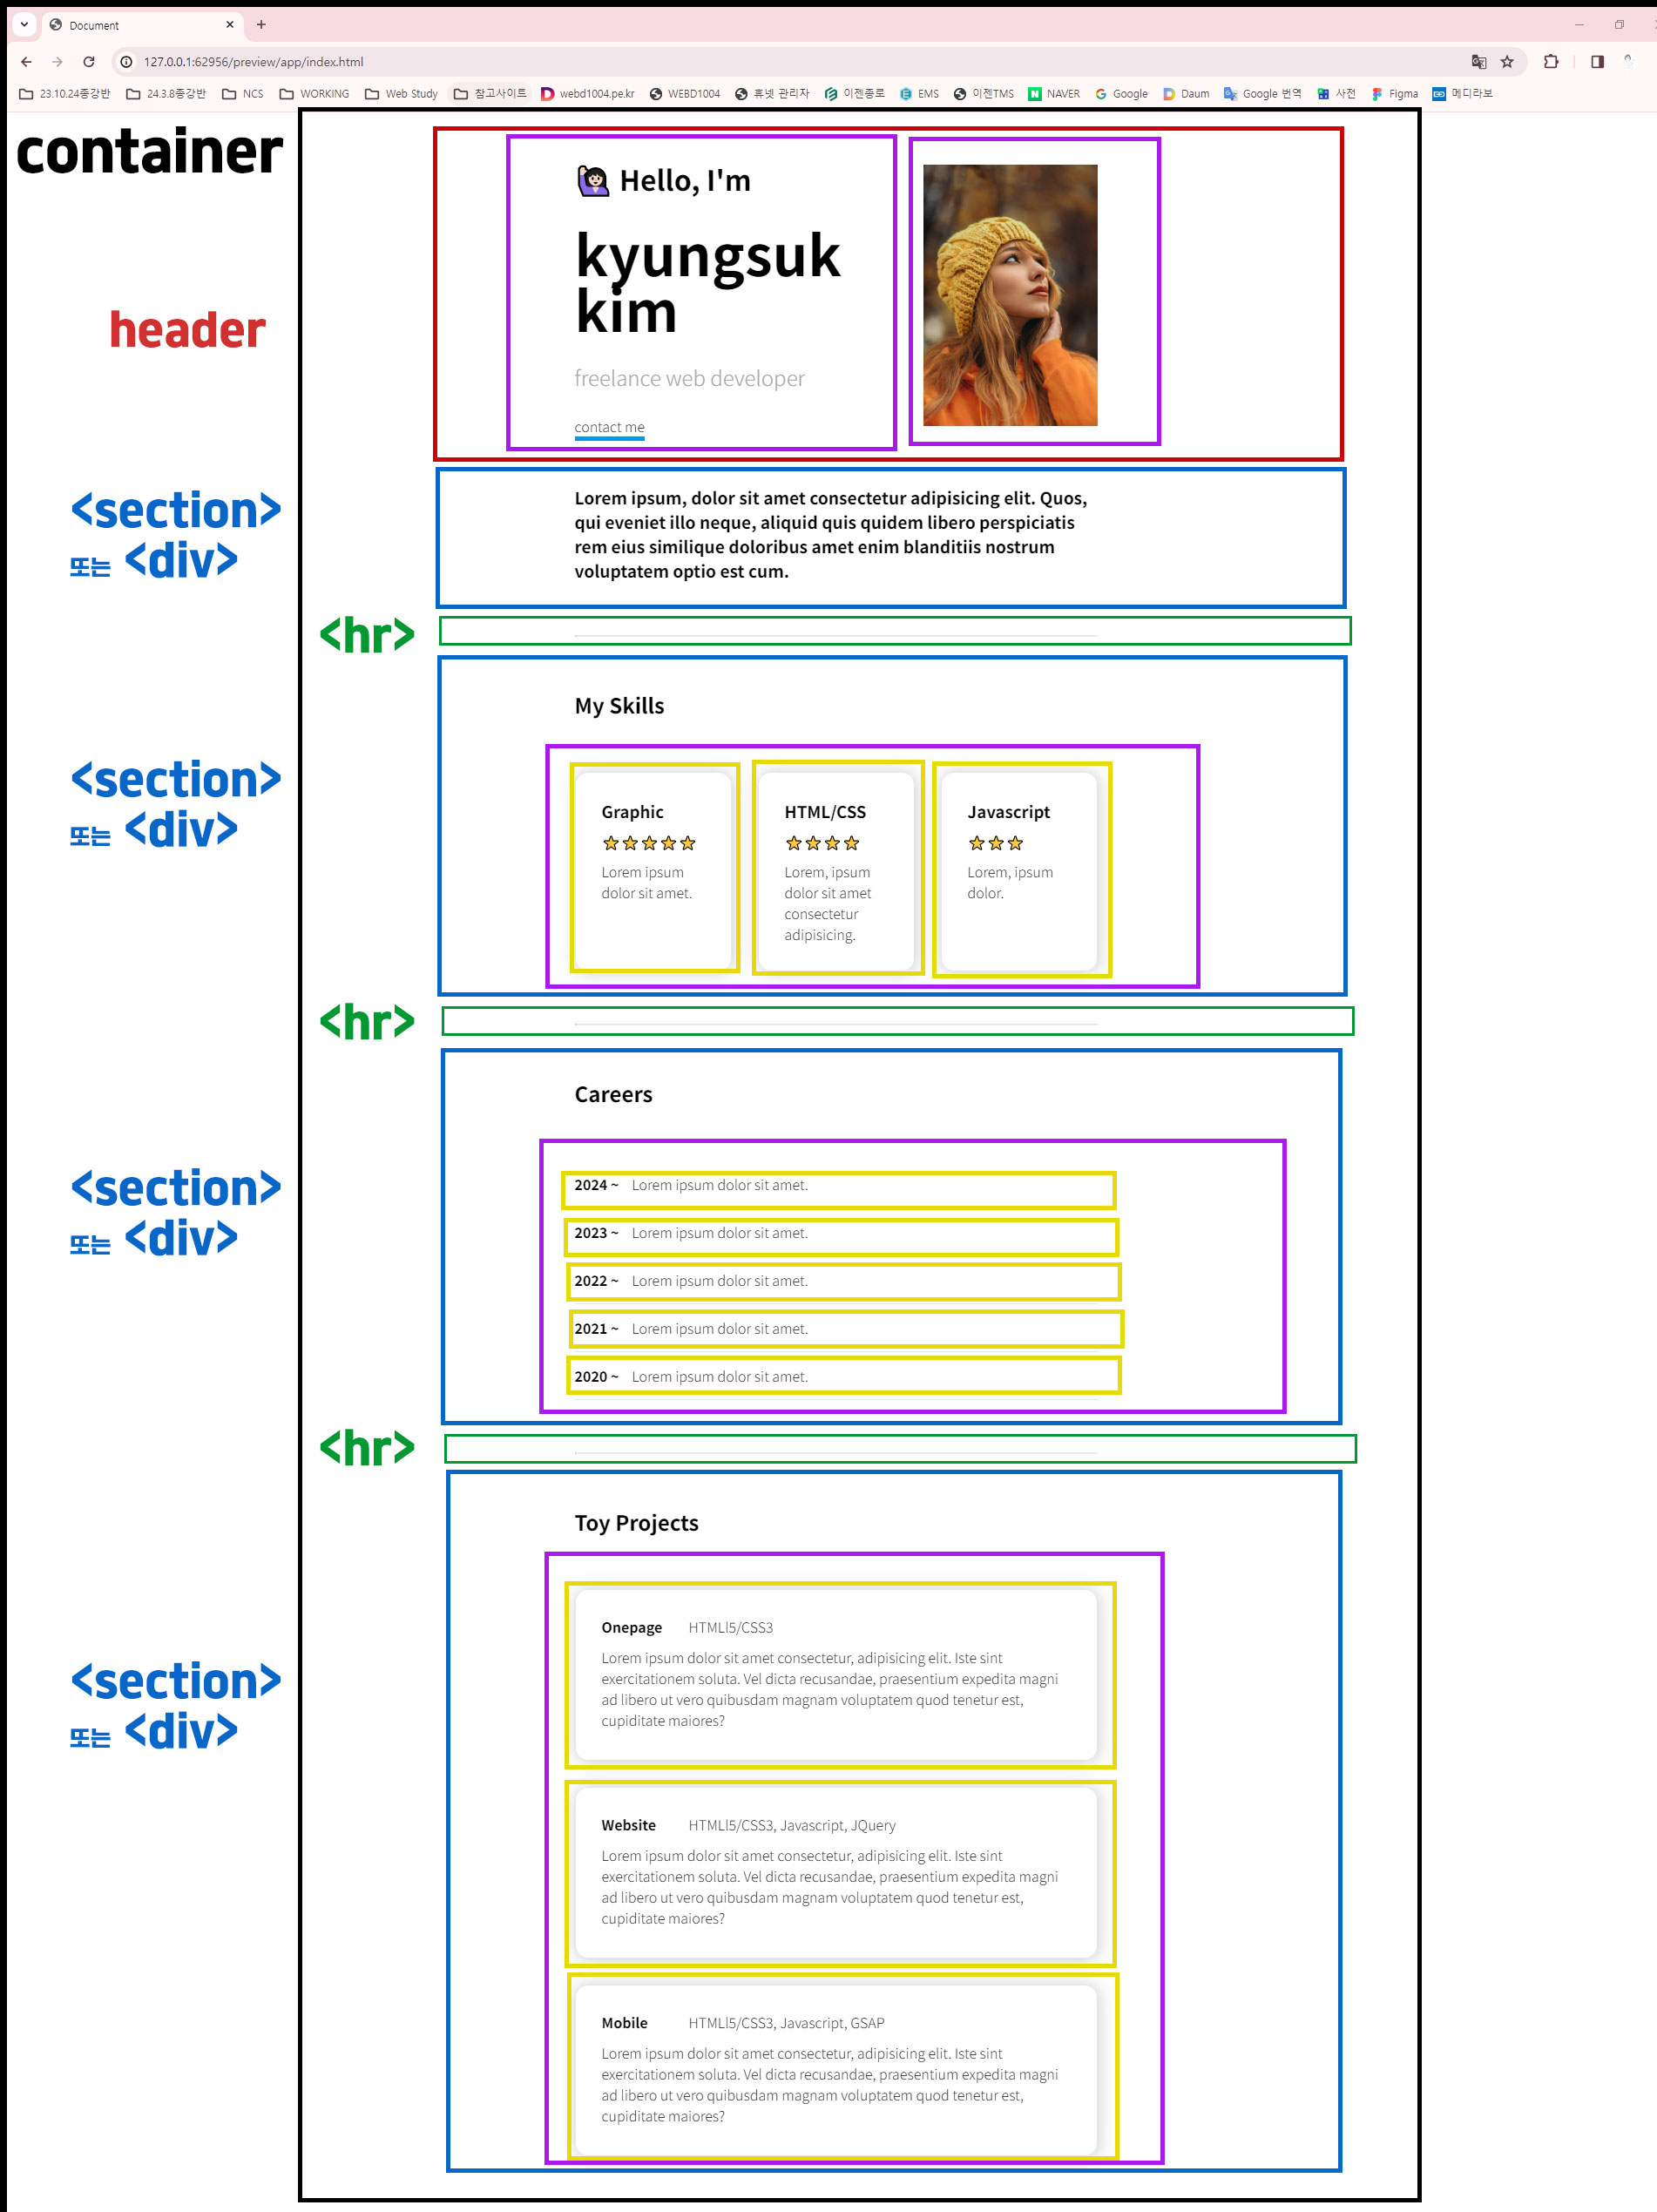 Document
127.0.0.1:62956/preview/app/index.html
23.10.24종강반 24.3.8종강반 NCS WORKING Web Study 참고사이트 webd1004.pe.kr WEBD1004 휴넷 관리자 이젠종로 EMS 이젠TMS NAVER Google Daum Google 번역 사전 Figma 메디라보
container
Hello, I'm
kyungsuk
kim
header
freelance web developer
contact me
<section>
또는 <div>
Lorem ipsum, dolor sit amet consectetur adipisicing elit. Quos,
qui eveniet illo neque, aliquid quis quidem libero perspiciatis
rem eius similique doloribus amet enim blanditiis nostrum
voluptatem optio est cum.
<hr>
<section>
또는 <div>
My Skills
Graphic
Lorem ipsum
dolor sit amet.
HTML/CSS
Lorem, ipsum
dolor sit amet
consectetur
adipisicing.
Javascript
Lorem, ipsum
dolor.
<hr>
<section>
또는 <div>
Careers
2024 ~ Lorem ipsum dolor sit amet.
2023 ~ Lorem ipsum dolor sit amet.
2022 ~ Lorem ipsum dolor sit amet.
2021 ~ Lorem ipsum dolor sit amet.
2020 ~ Lorem ipsum dolor sit amet.
<hr>
<section>
또는 <div>
Toy Projects
Onepage HTMLl5/CSS3
Lorem ipsum dolor sit amet consectetur, adipisicing elit. Iste sint
exercitationem soluta. Vel dicta recusandae, praesentium expedita magni
ad libero ut vero quibusdam magnam voluptatem quod tenetur est,
cupiditate maiores?
Website HTMLl5/CSS3, Javascript, JQuery
Lorem ipsum dolor sit amet consectetur, adipisicing elit. Iste sint
exercitationem soluta. Vel dicta recusandae, praesentium expedita magni
ad libero ut vero quibusdam magnam voluptatem quod tenetur est,
cupiditate maiores?
Mobile HTMLl5/CSS3, Javascript, GSAP
Lorem ipsum dolor sit amet consectetur, adipisicing elit. Iste sint
exercitationem soluta. Vel dicta recusandae, praesentium expedita magni
ad libero ut vero quibusdam magnam voluptatem quod tenetur est,
cupiditate maiores?